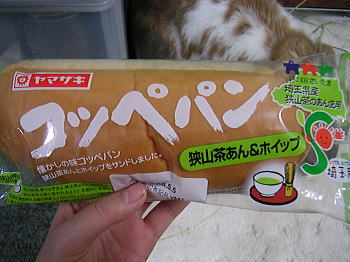 ヤマザキ
コッペパン
懐かしの味コッペパン
狭山茶あんとホイップをサンドしました。
狭山茶あん&ホイップ
埼玉県産
狭山茶のあん使用
埼玉